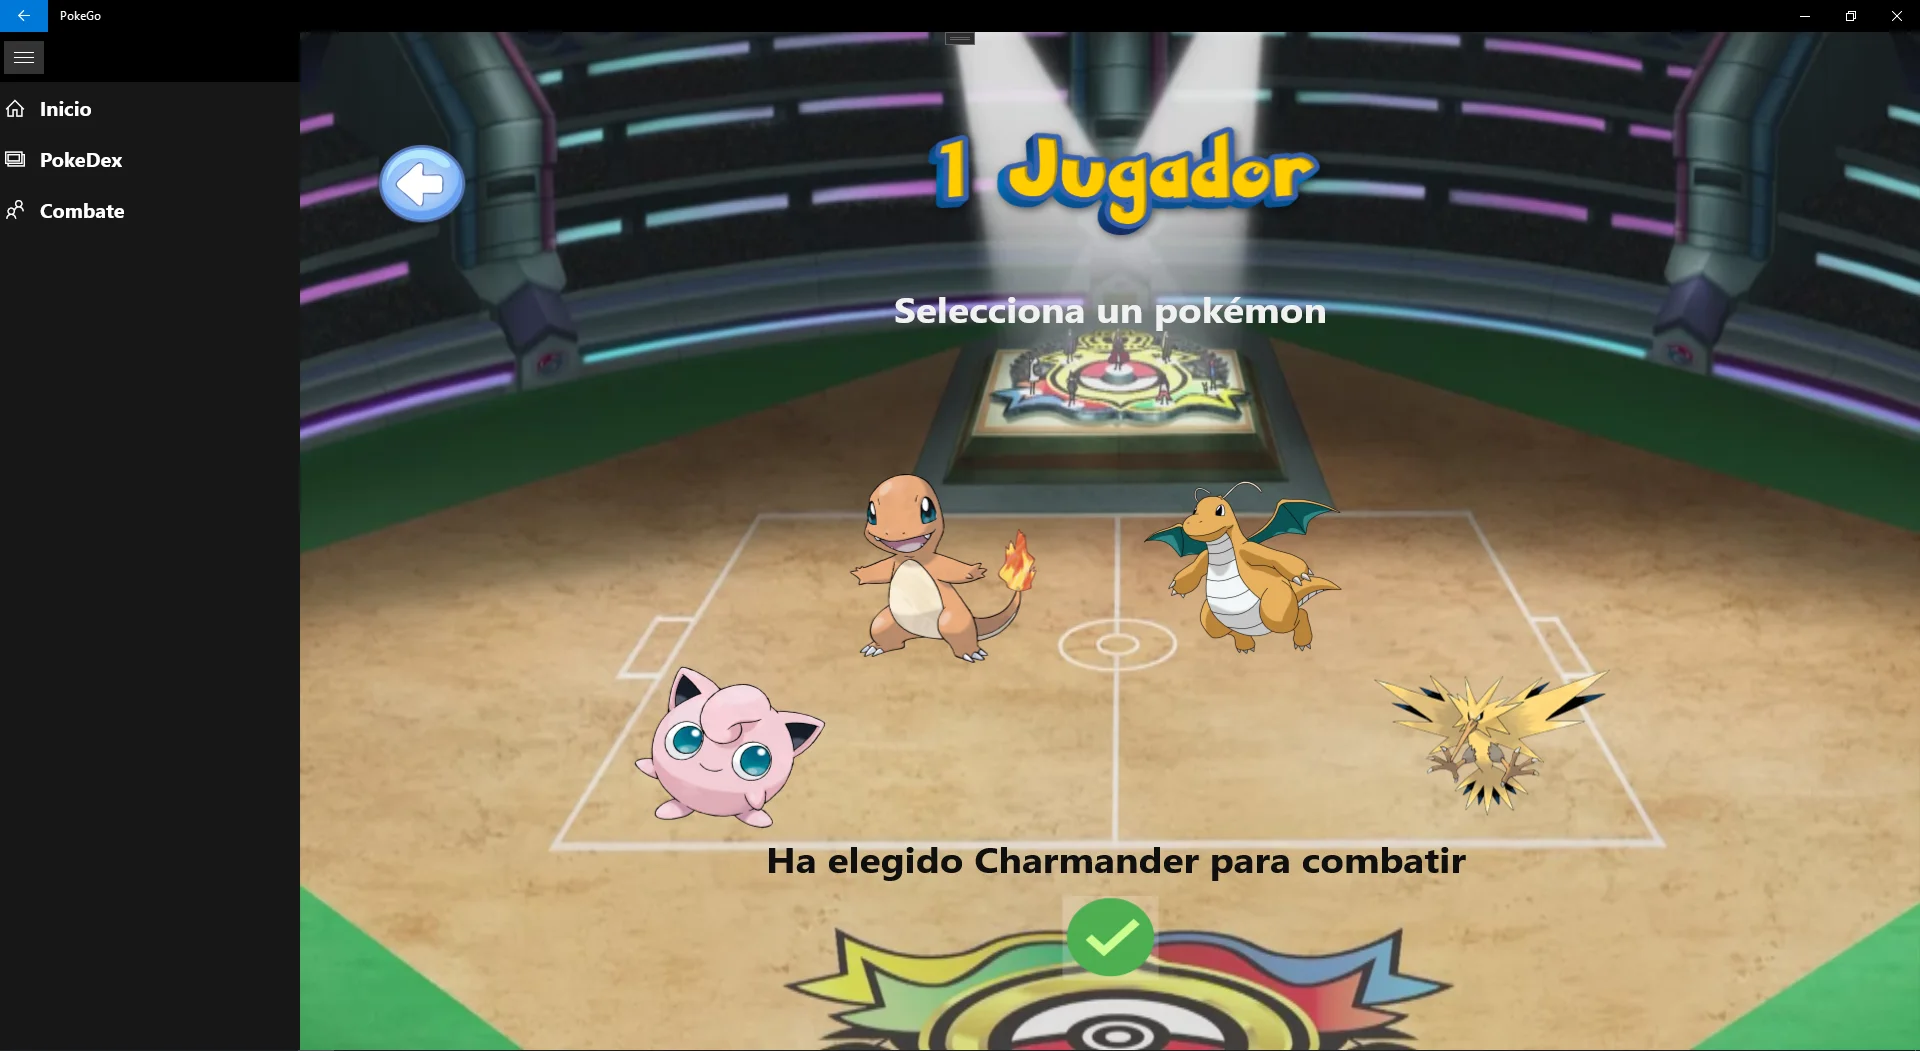 PokeGo
Inicio
PokeDex
Combate
1 Jugador
Selecciona un pokémon
Ha elegido Charmander para combatir